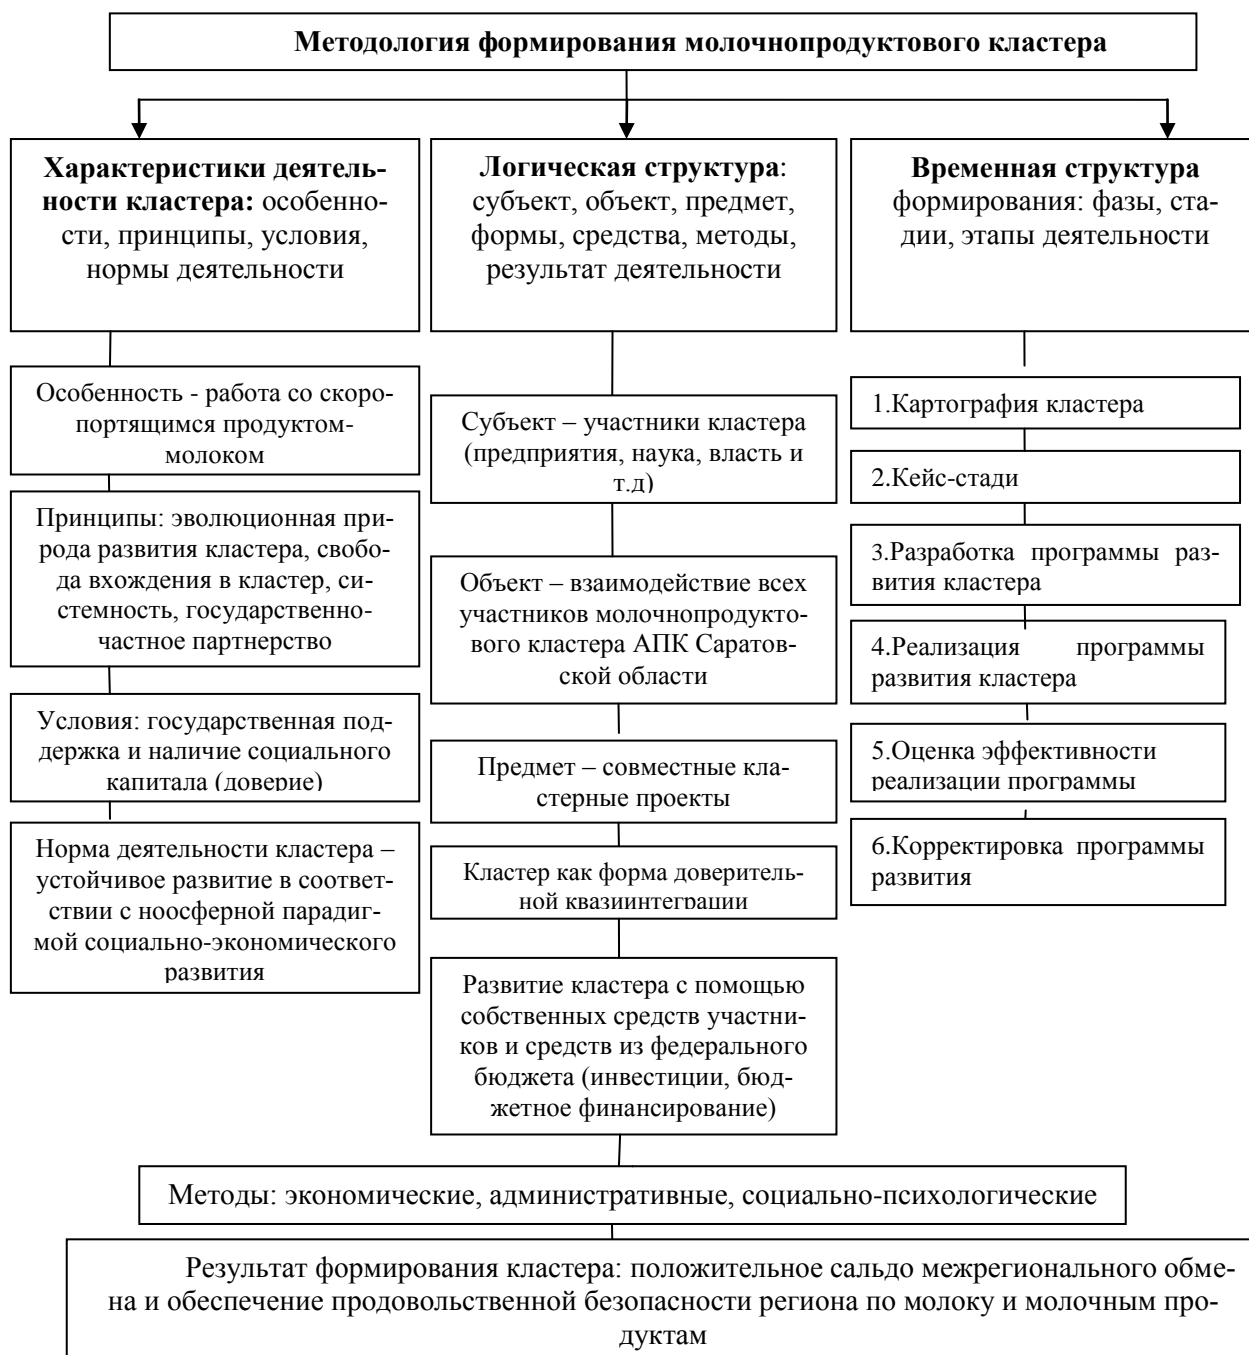 Методология формирования молочнопродуктового кластера
Характеристики деятель-
ности кластера: особенно-
сти, принципы, условия,
нормы деятельности
Особенность - работа со скоро-
портящимся продуктом-
молоком
Принципы: эволюционная при-
рода развития кластера, свобо-
да вхождения в кластер, си-
стемность, государственно-
частное партнерство
Условия: государственная под-
держка и наличие социального
капитала (доверие)
Норма деятельности кластера –
устойчивое развитие в соответ-
ствии с ноосферной парадиг-
мой социально-экономического
развития
Логическая структура:
субъект, объект, предмет,
формы, средства, методы,
результат деятельности
Субъект – участники кластера
(предприятия, наука, власть и
т.д)
Объект – взаимодействие всех
участников молочнопродукто-
вого кластера АПК Саратов-
ской области
Предмет – совместные кла-
стерные проекты
Кластер как форма доверитель-
ной квазиинтеграции
Развитие кластера с помощью
собственных средств участни-
ков и средств из федерального
бюджета (инвестиции, бюд-
жетное финансирование)
Временная структура
формирования: фазы, ста-
дии, этапы деятельности
1.Картография кластера
2.Кейс-стади
3.Разработка программы раз-
вития кластера
4.Реализация программы
развития кластера
5.Оценка эффективности
реализации программы
6.Корректировка программы
развития
Методы: экономические, административные, социально-психологические
Результат формирования кластера: положительное сальдо межрегионального обме-
на и обеспечение продовольственной безопасности региона по молоку и молочным про-
дуктам